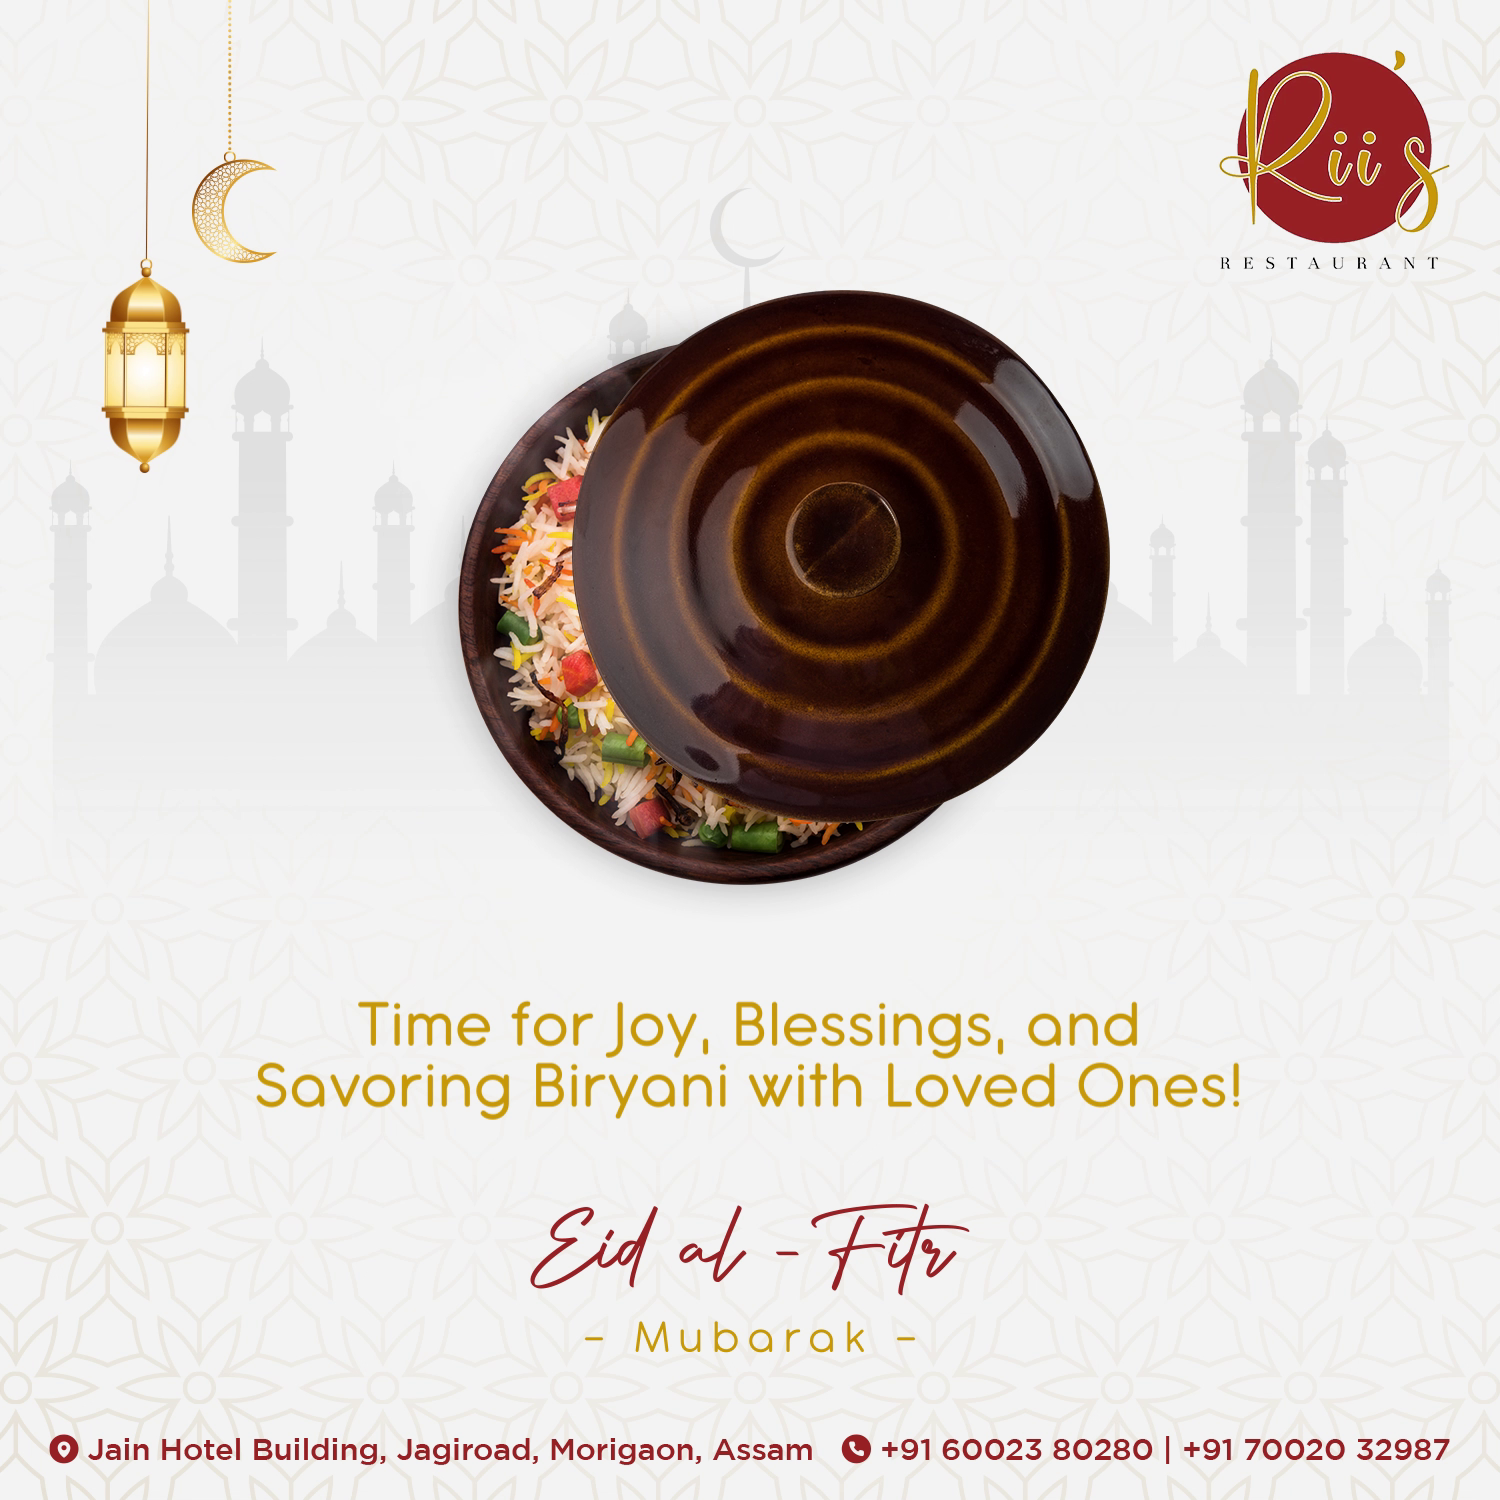 Rii's
RESTAURANT
Time for Joy, Blessings, and
Savoring Biryani with Loved Ones!
Eid al - Fitr
- Mubarak -
Jain Hotel Building, Jagiroad, Morigaon, Assam +91 60023 80280 | +91 70020 32987